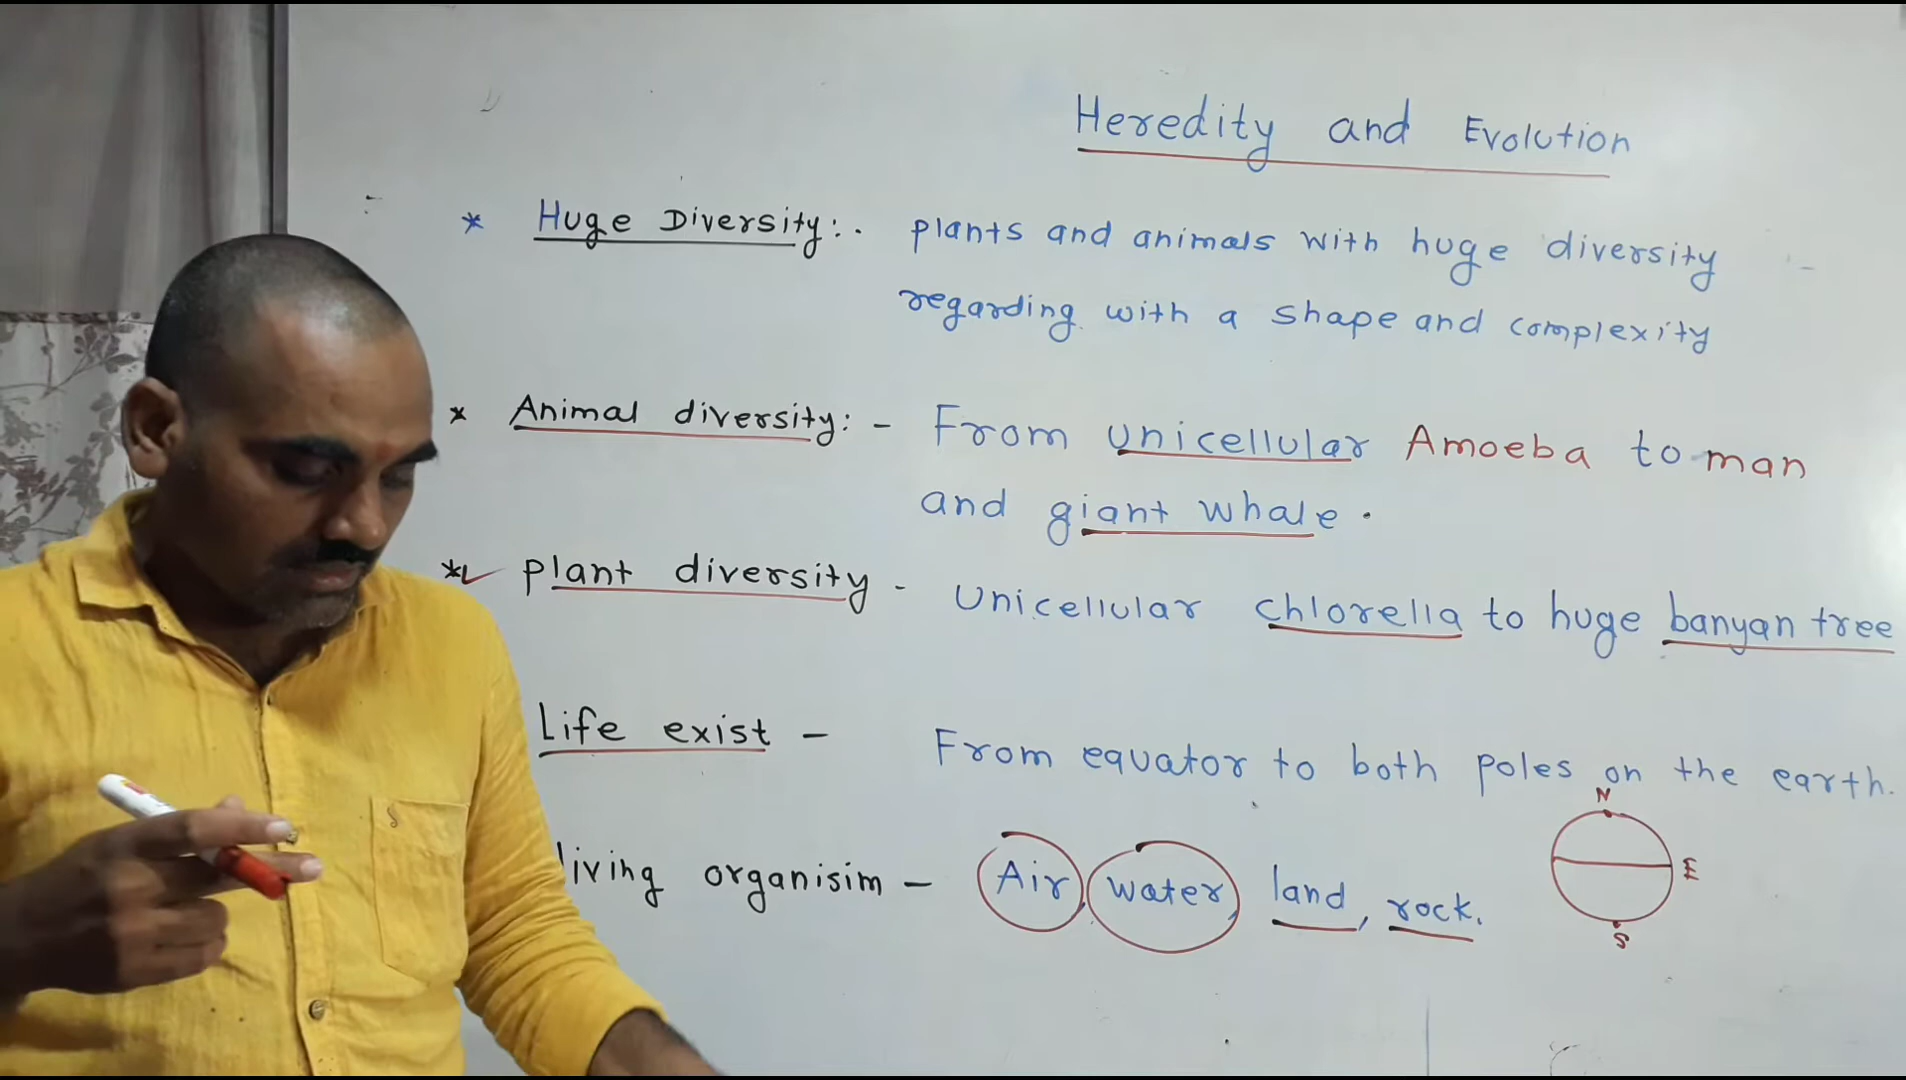 Heredity and Evolution
* Huge Diversity:. plants and animals with huge diversity
regarding with a shape and complexity
* Animal diversity:- From unicellular Amoeba to man
and giant whale.
* plant diversity - Unicellular chlorella to huge banyan tree
Life exist - From equator to both poles on the earth.
N
living organisim - Air, water, land, rock.
E
S